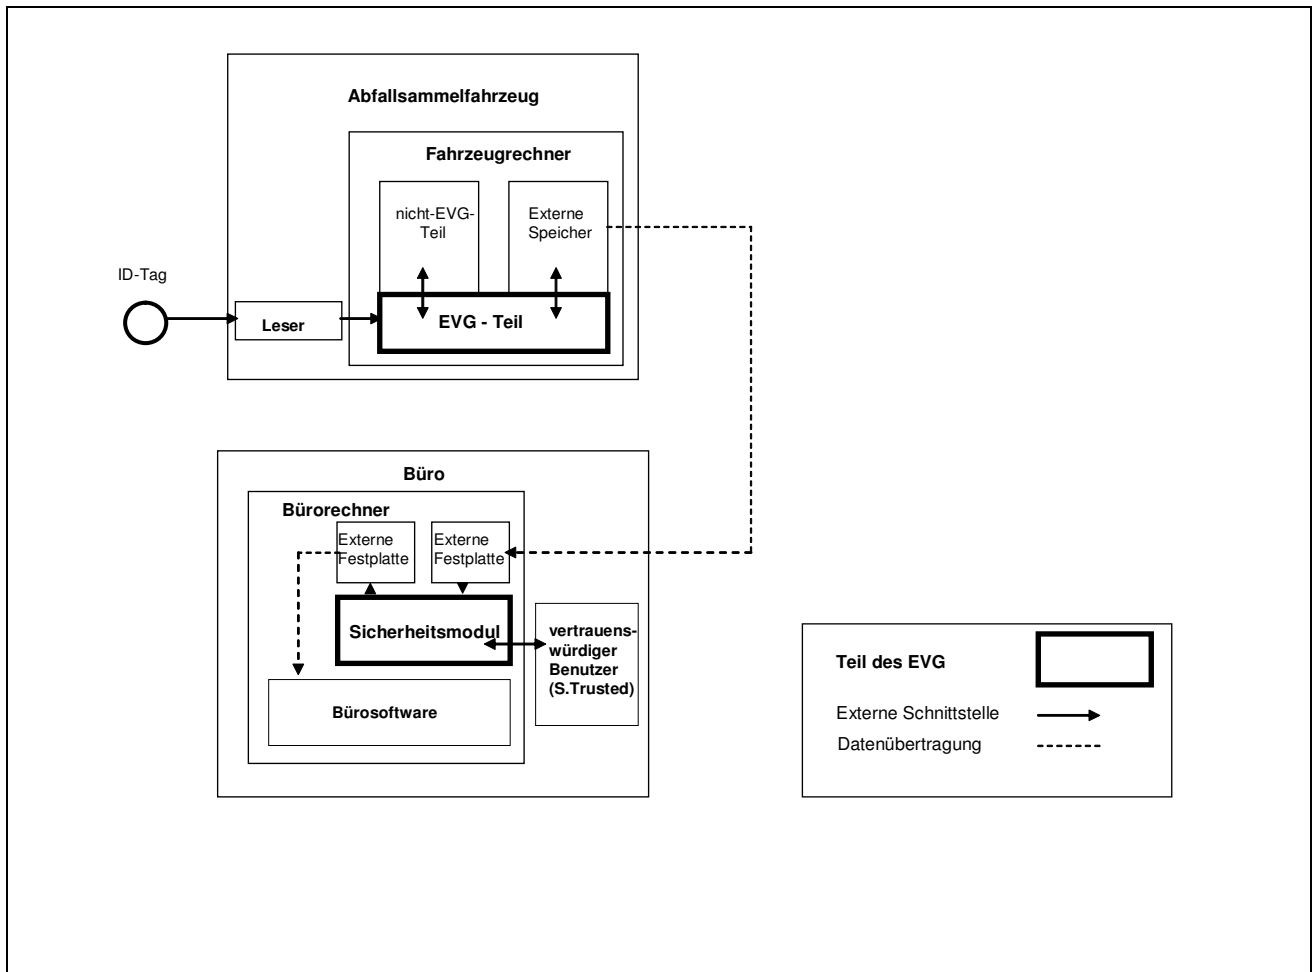 Abfallsammelfahrzeug
Fahrzeugrechner
nicht-EVG-
Teil
Externe
Speicher
ID-Tag
Leser
EVG - Teil
Büro
Bürorechner
Externe
Festplatte
Externe
Festplatte
Sicherheitsmodul
vertrauens-
würdiger
Benutzer
(S.Trusted)
Bürosoftware
Teil des EVG
Externe Schnittstelle
Datenübertragung